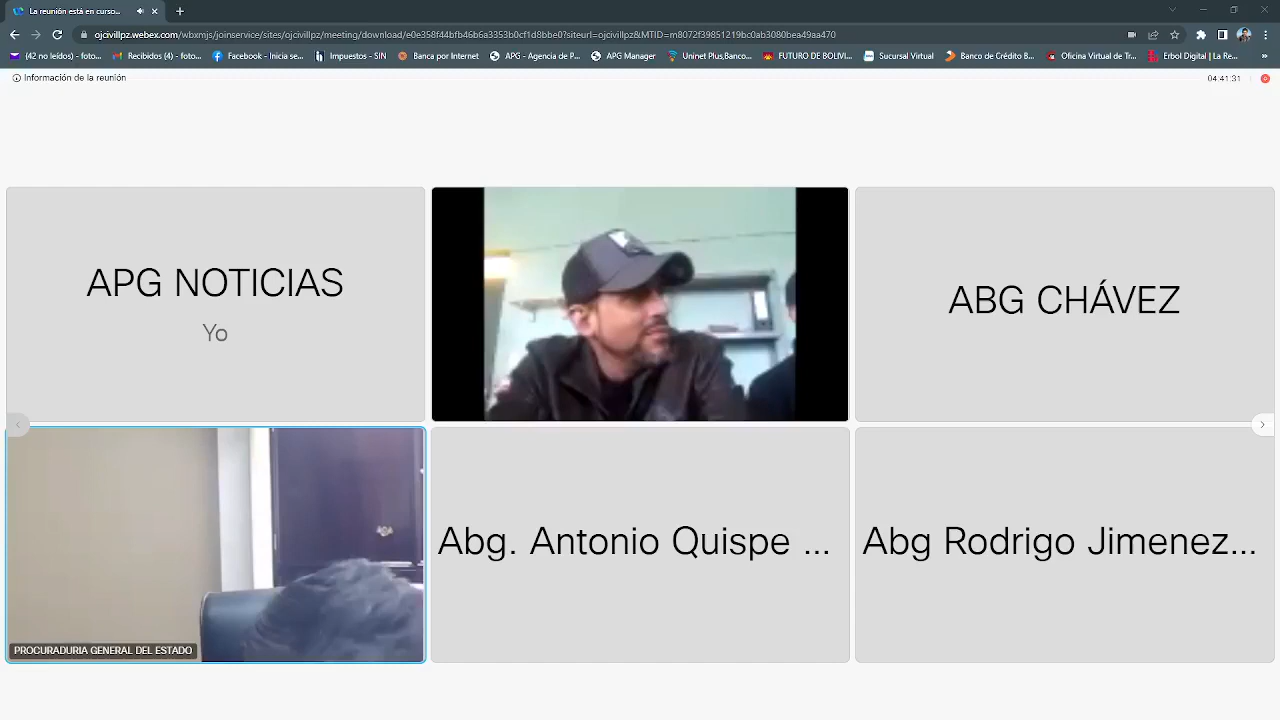 La reunión está en curso...
ojcivillpz.webex.com/wbxmjs/joinservice/sites/ojcivillpz/meeting/download/e0e358f44f1b46b6a3353c0cf1d9bbe0?siteurl=ojcivillpz&MTID=m8072f39851219bc0ab3080bea49aa470
(42 no leídos) - foto...
Recibidos (4) - foto...
Facebook - Inicia se...
Impuestos - SIN
Banca por Internet
APG - Agencia de P...
APG Manager
Uninet Plus,Banco...
FUTURO DE BOLIVI...
Sucursal Virtual
Banco de Crédito B...
Oficina Virtual de Tr...
Erbol Digital | La Re...
»
Información de la reunión
04:41:31
APG NOTICIAS
Yo
ABG CHÁVEZ
PROCURADURIA GENERAL DEL ESTADO
Abg. Antonio Quispe ...
Abg Rodrigo Jimenez...